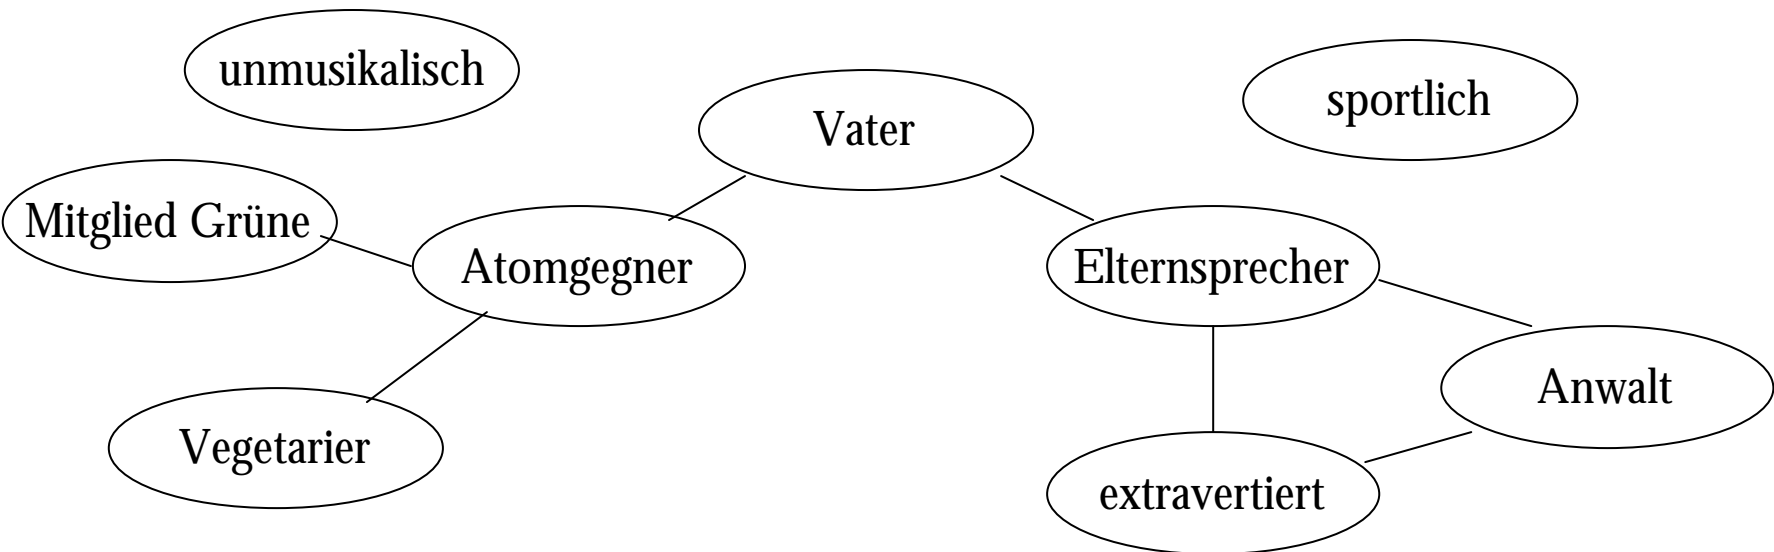 unmusikalisch
sportlich
Vater
Mitglied Grüne
Atomgegner
Elternsprecher
Anwalt
Vegetarier
extravertiert